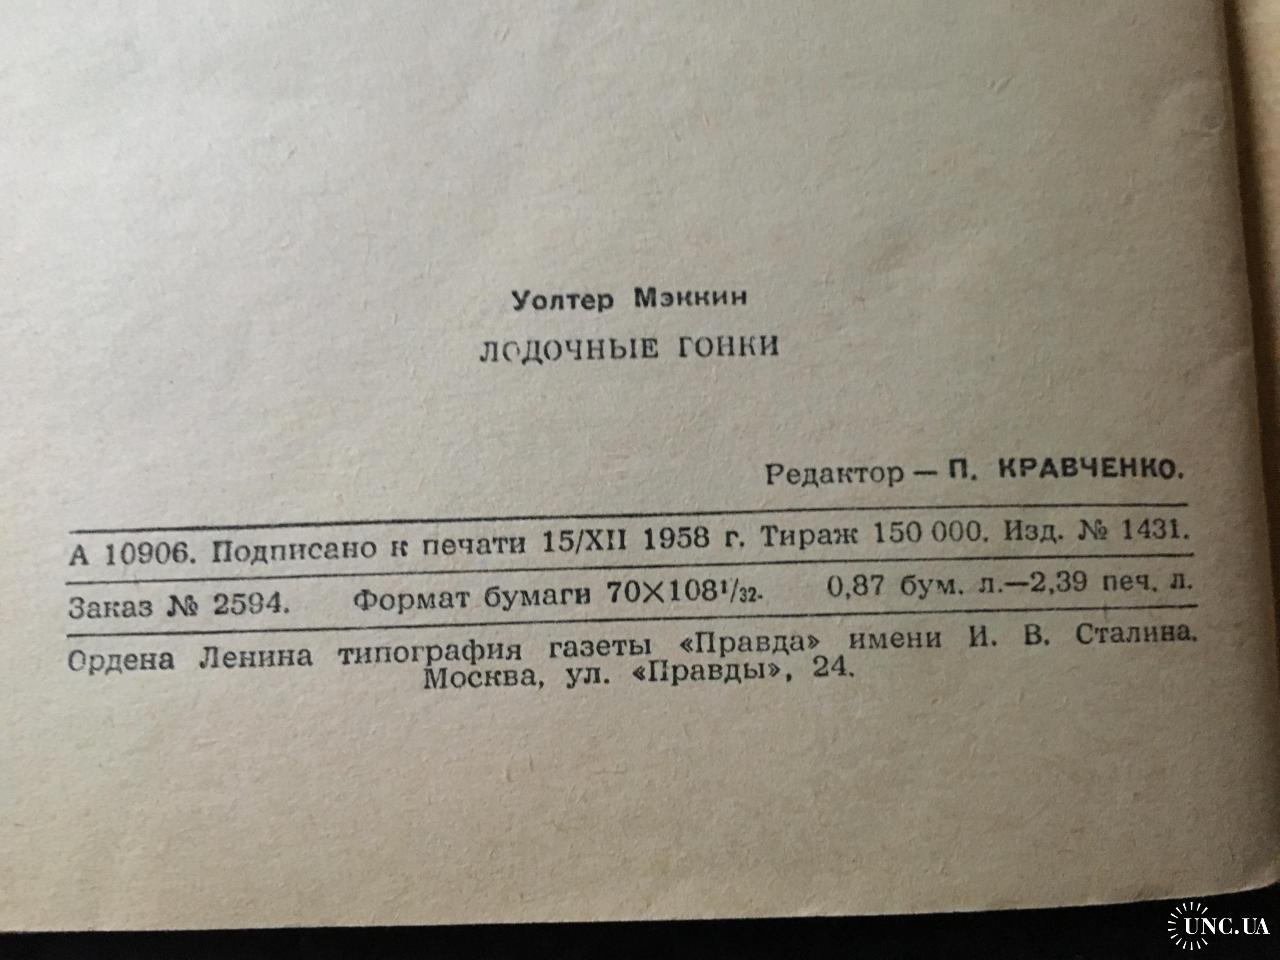 Уолтер Мэккин
ЛОДОЧНЫЕ ГОНКИ
Редактор — П. КРАВЧЕНКО.
А 10906. Подписано к печати 15/XII 1958 г. Тираж 150 000. Изд. № 1431.
Заказ № 2594. Формат бумаги 70×108¹/₃₂. 0,87 бум. л.—2,39 печ. л.
Ордена Ленина типография газеты «Правда» имени И. В. Сталина.
Москва, ул. «Правды», 24.
UNC.UA